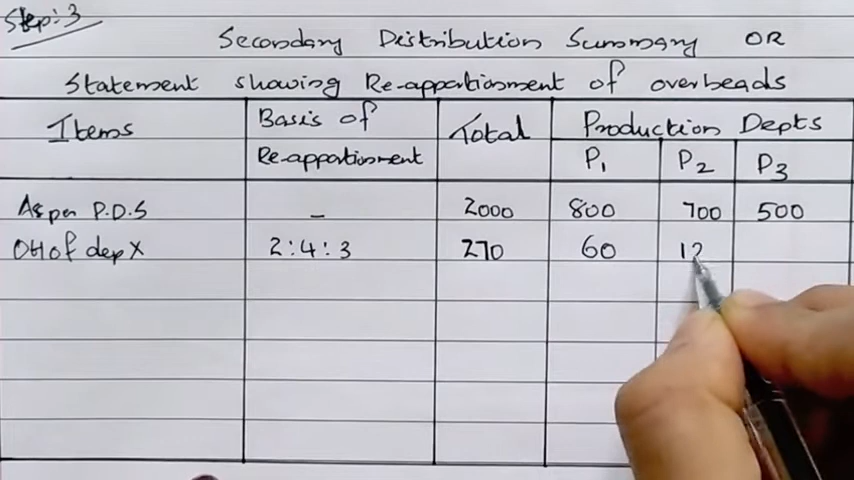 Step:3
Secondary Distribution Summary OR
Statement showing Re-apportionment of overheads
Items Basis of Re-apportionment Total Production Depts
P1 P2 P3
As per P.D.S – 2000 800 700 500
OH of dep X 2:4:3 270 60 12